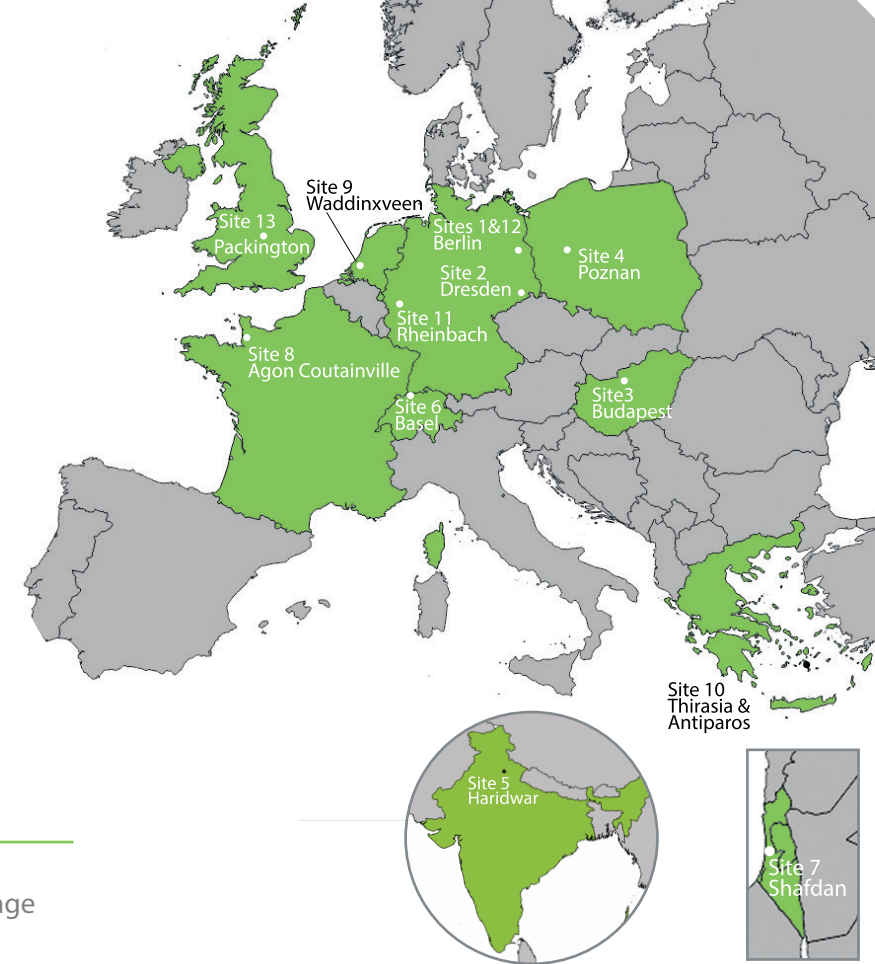 Site 9
Waddinxveen
Site 13
Packington
Sites 1&12
Berlin
Site 2
Dresden
Site 4
Poznan
Site 11
Rheinbach
Site 8
Agon Coutainville
Site 6
Basel
Site3
Budapest
Site 10
Thirasia &
Antiparos
Site 5
Haridwar
Site 7
Shafdan